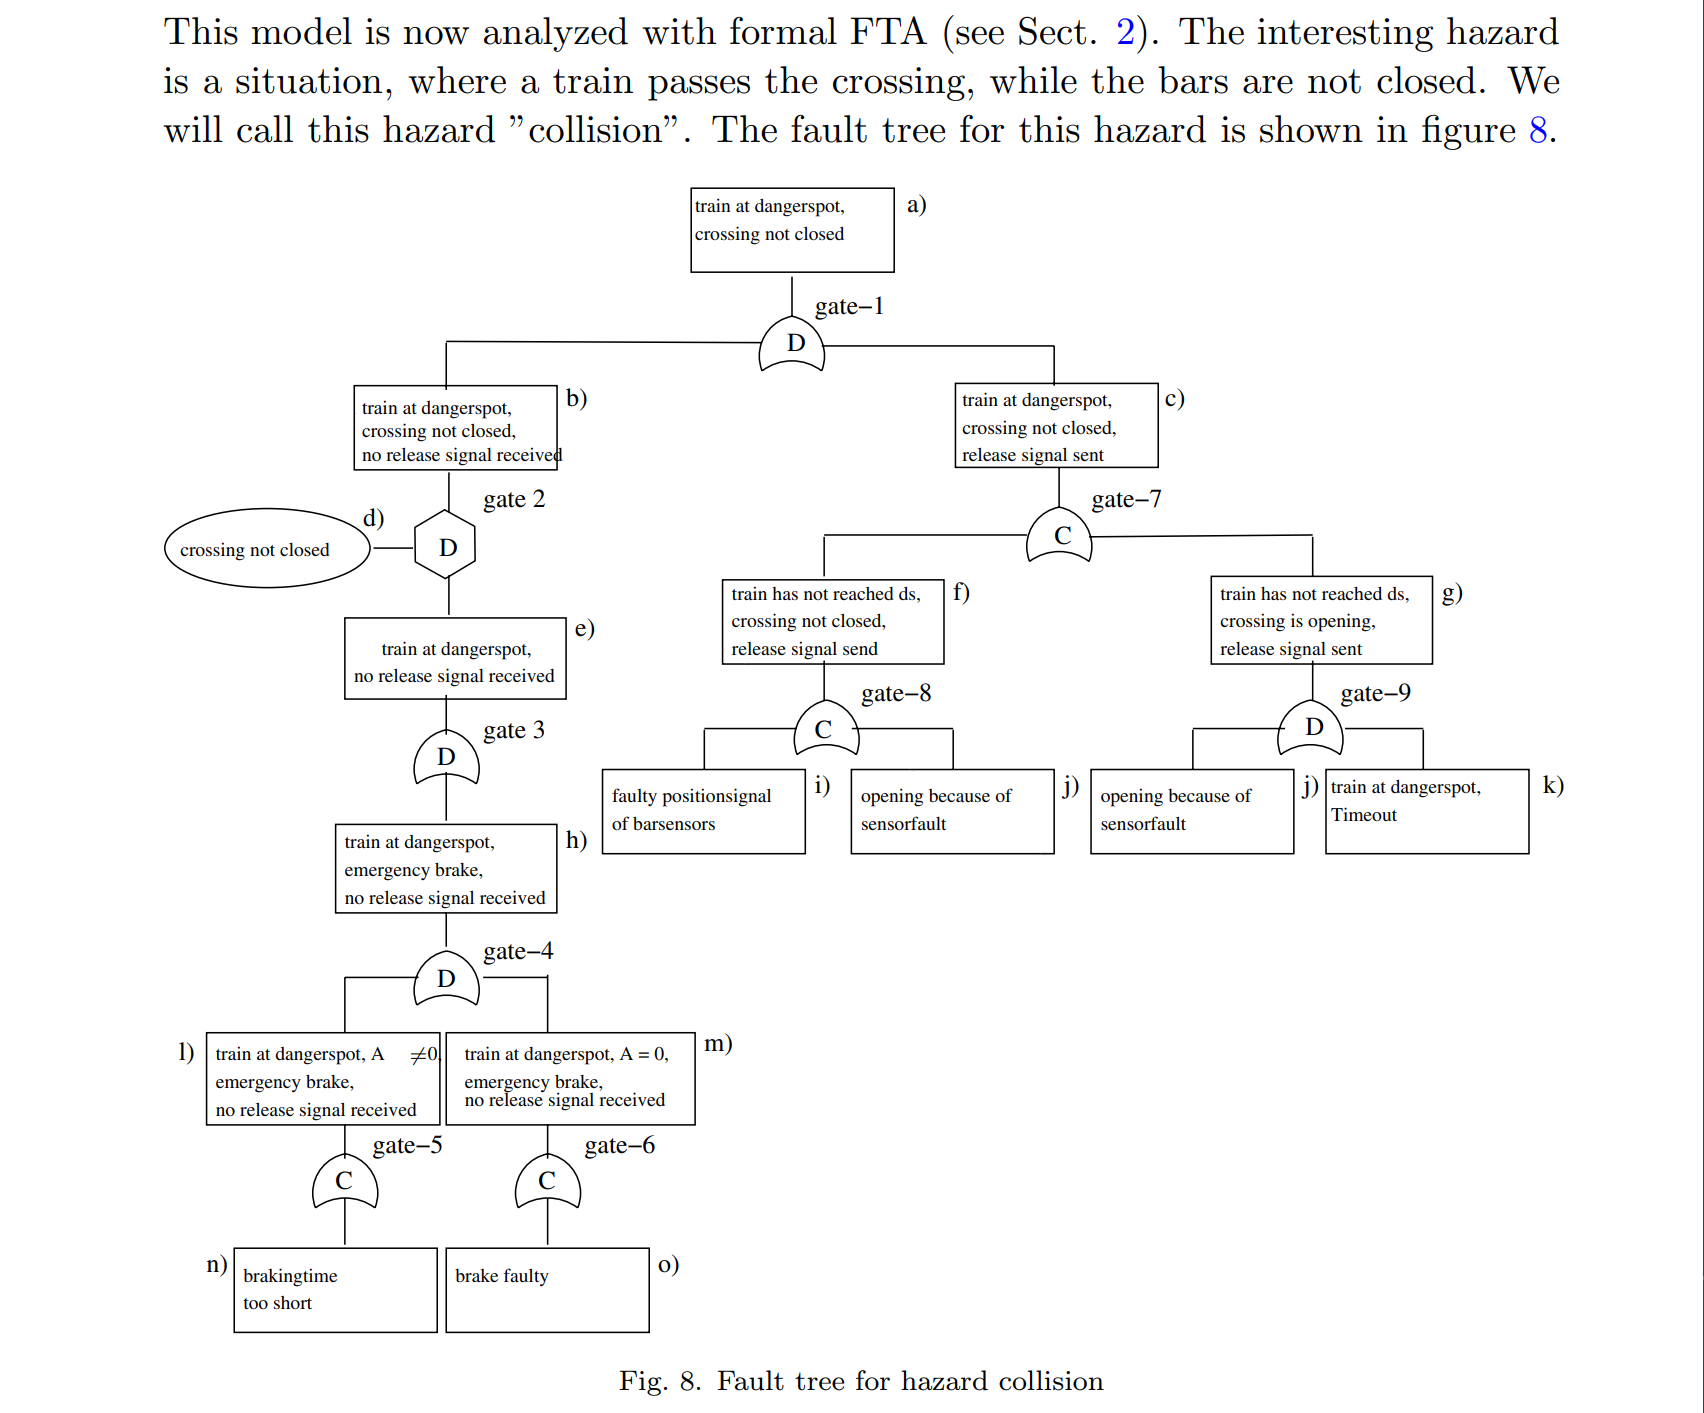 This model is now analyzed with formal FTA (see Sect. 2). The interesting hazard
is a situation, where a train passes the crossing, while the bars are not closed. We
will call this hazard ”collision”. The fault tree for this hazard is shown in figure 8.
train at dangerspot,
crossing not closed
a)
gate–1
D
train at dangerspot,
crossing not closed,
no release signal received
b)
train at dangerspot,
crossing not closed,
release signal sent
c)
gate 2
D
d)
crossing not closed
gate–7
C
train at dangerspot,
no release signal received
e)
train has not reached ds,
crossing not closed,
release signal send
f)
train has not reached ds,
crossing is opening,
release signal sent
g)
gate 3
D
gate–8
C
gate–9
D
train at dangerspot,
emergency brake,
no release signal received
h)
faulty positionsignal
of barsensors
i)
opening because of
sensorfault
j)
opening because of
sensorfault
j)
train at dangerspot,
Timeout
k)
gate–4
D
l)
train at dangerspot, A ≠0,
emergency brake,
no release signal received
train at dangerspot, A = 0,
emergency brake,
no release signal received
m)
gate–5
C
gate–6
C
n)
brakingtime
too short
brake faulty
o)
Fig. 8. Fault tree for hazard collision